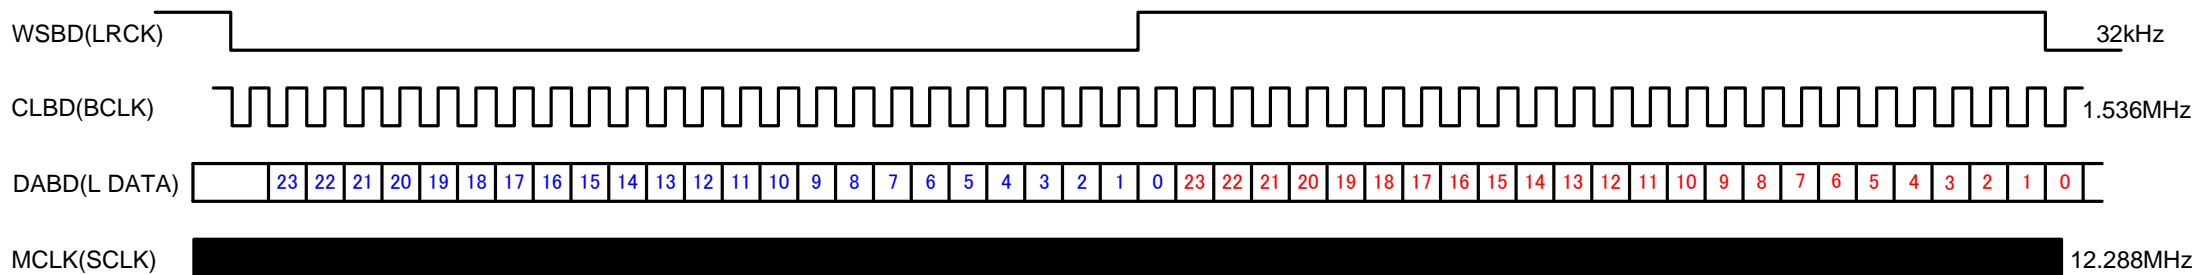 WSBD(LRCK) 32kHz
CLBD(BCLK) 1.536MHz
DABD(L DATA) 23 22 21 20 19 18 17 16 15 14 13 12 11 10 9 8 7 6 5 4 3 2 1 0 23 22 21 20 19 18 17 16 15 14 13 12 11 10 9 8 7 6 5 4 3 2 1 0
MCLK(SCLK) 12.288MHz